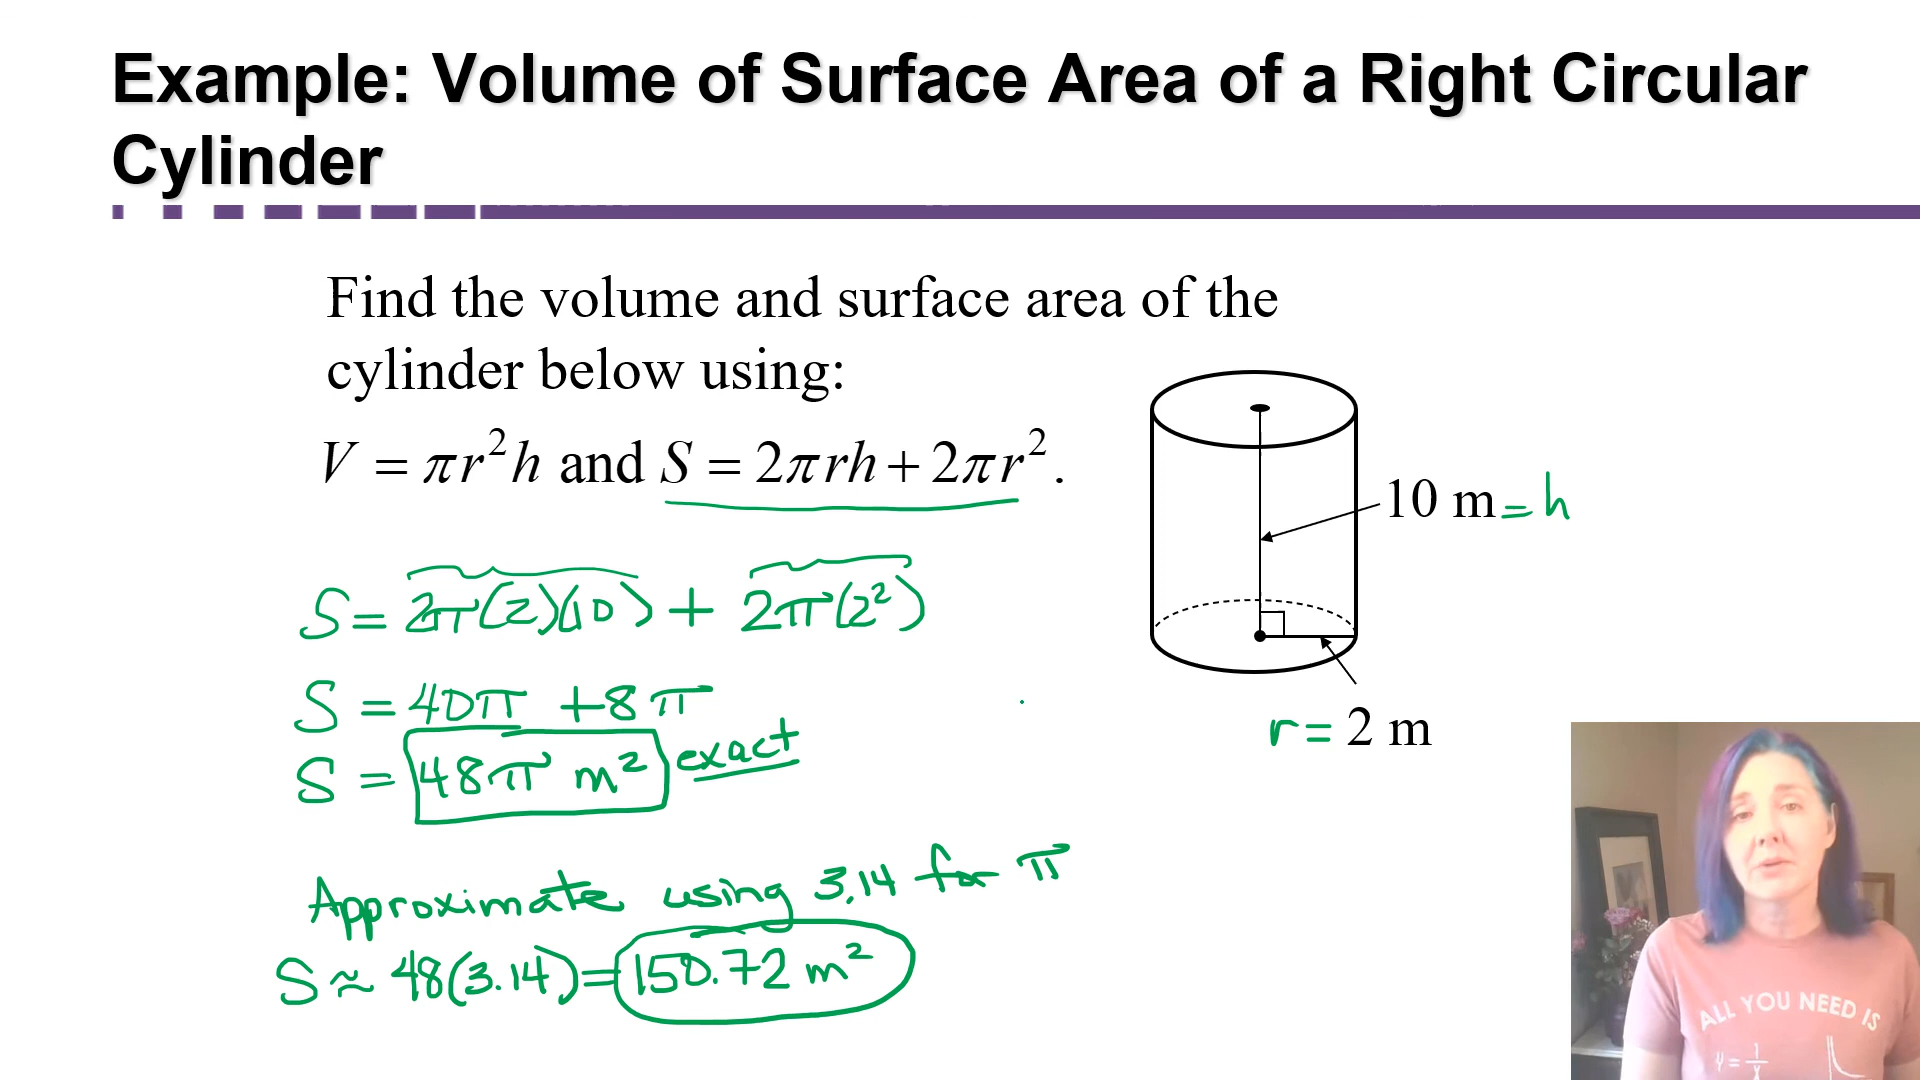 Example: Volume of Surface Area of a Right Circular
Cylinder
Find the volume and surface area of the
cylinder below using:
V = πr²h and S = 2πrh + 2πr².
10 m = h
r = 2 m
S = 2π(2)(10) + 2π(2²)
S = 40π + 8π
S = 48π m² exact
Approximate using 3.14 for π
S ≈ 48(3.14) = 150.72 m²
ALL YOU NEED IS
y = 1/x